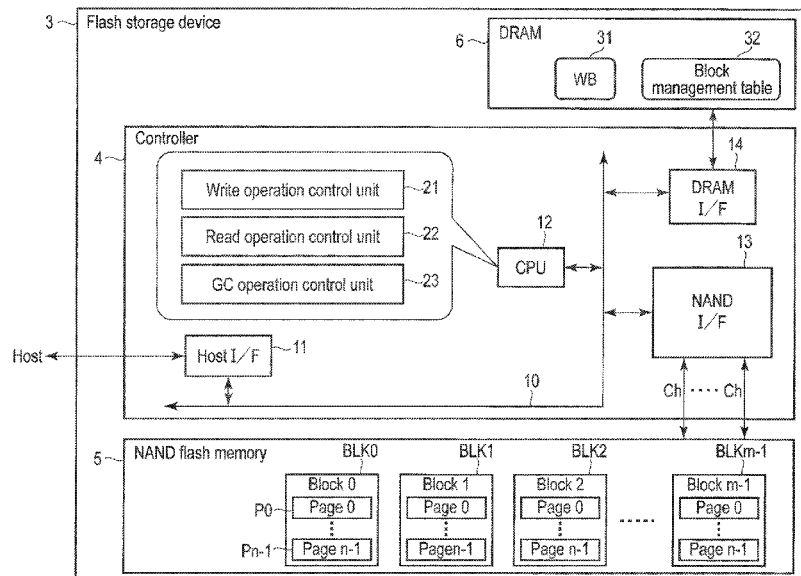 3
Flash storage device
6
DRAM
31
32
WB
Block
management table
4
Controller
Write operation control unit
21
Read operation control unit
22
GC operation control unit
23
12
CPU
14
DRAM
I/F
13
NAND
I/F
Host
Host I/F
11
10
Ch
Ch
5
NAND flash memory
BLK0
BLK1
BLK2
BLKm-1
Block 0
Block 1
Block 2
Block m-1
P0
Page 0
Page 0
Page 0
Page 0
Pn-1
Page n-1
Pagen-1
Page n-1
Page n-1